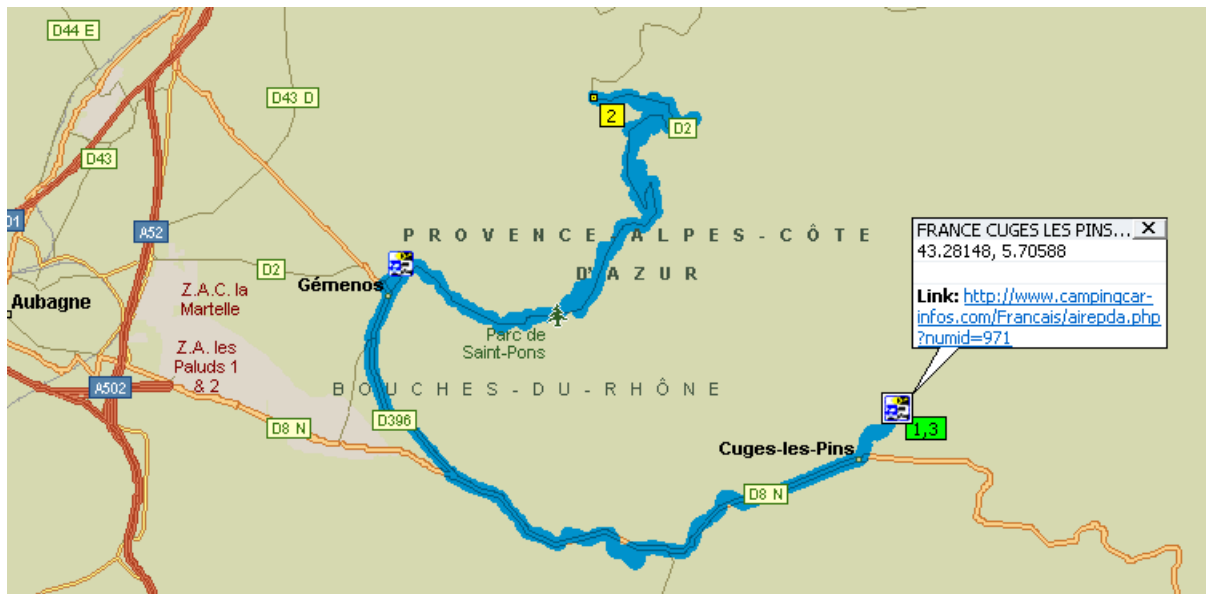 D44 E
D43 D
2
D2
D43
01
A52
PROVENCE-ALPES-CÔTE
D'AZUR
FRANCE CUGES LES PINS...
43.28148, 5.70588
Link: http://www.campingcar-
infos.com/Francais/airepda.php
?numid=971
D2
Gémenos
Aubagne
Z.A.C. la
Martelle
Parc de
Saint-Pons
Z.A. les
Paluds 1
& 2
A502
BOUCHES-DU-RHÔNE
D396
D8 N
1,3
Cuges-les-Pins
D8 N